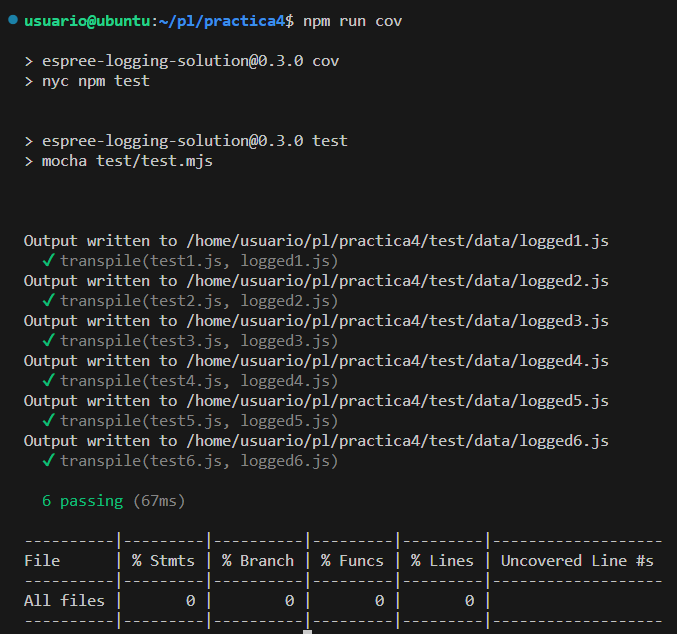 usuario@ubuntu:~/pl/practica4$ npm run cov
> espree-logging-solution@0.3.0 cov
> nyc npm test
> espree-logging-solution@0.3.0 test
> mocha test/test.mjs
Output written to /home/usuario/pl/practica4/test/data/logged1.js
✓ transpile(test1.js, logged1.js)
Output written to /home/usuario/pl/practica4/test/data/logged2.js
✓ transpile(test2.js, logged2.js)
Output written to /home/usuario/pl/practica4/test/data/logged3.js
✓ transpile(test3.js, logged3.js)
Output written to /home/usuario/pl/practica4/test/data/logged4.js
✓ transpile(test4.js, logged4.js)
Output written to /home/usuario/pl/practica4/test/data/logged5.js
✓ transpile(test5.js, logged5.js)
Output written to /home/usuario/pl/practica4/test/data/logged6.js
✓ transpile(test6.js, logged6.js)
6 passing (67ms)
----------|---------|----------|---------|---------|-------------------
File      | % Stmts | % Branch | % Funcs | % Lines | Uncovered Line #s
----------|---------|----------|---------|---------|-------------------
All files |       0 |        0 |       0 |       0 |
----------|---------|----------|---------|---------|-------------------